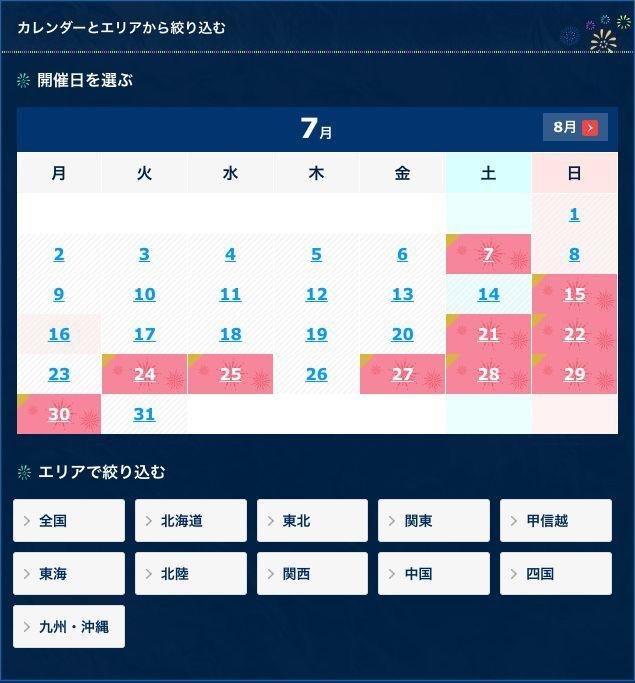 カレンダーとエリアから絞り込む
開催日を選ぶ
7月
8月
月 火 水 木 金 土 日
1
2 3 4 5 6 7 8
9 10 11 12 13 14 15
16 17 18 19 20 21 22
23 24 25 26 27 28 29
30 31
エリアで絞り込む
全国 北海道 東北 関東 甲信越
東海 北陸 関西 中国 四国
九州・沖縄